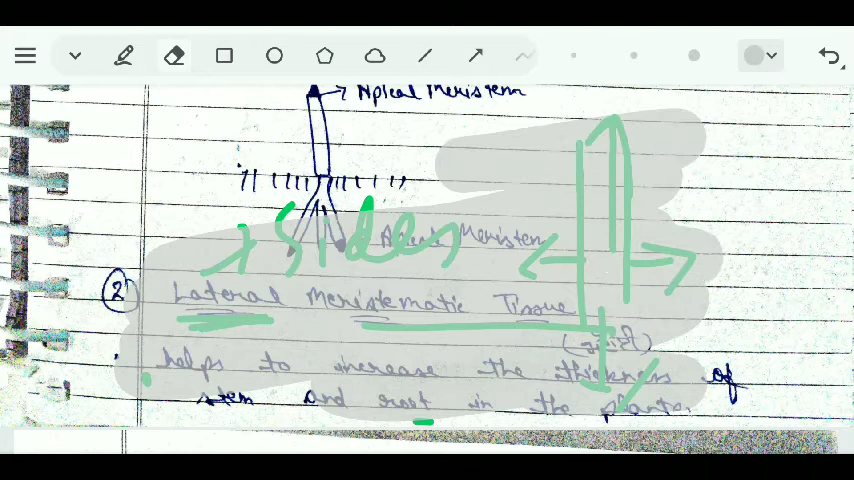 Apical Meristem
Sides
Apical Meristem
2 Lateral Meristematic Tissue
helps to increase the thickness of
stem and root in the plants.